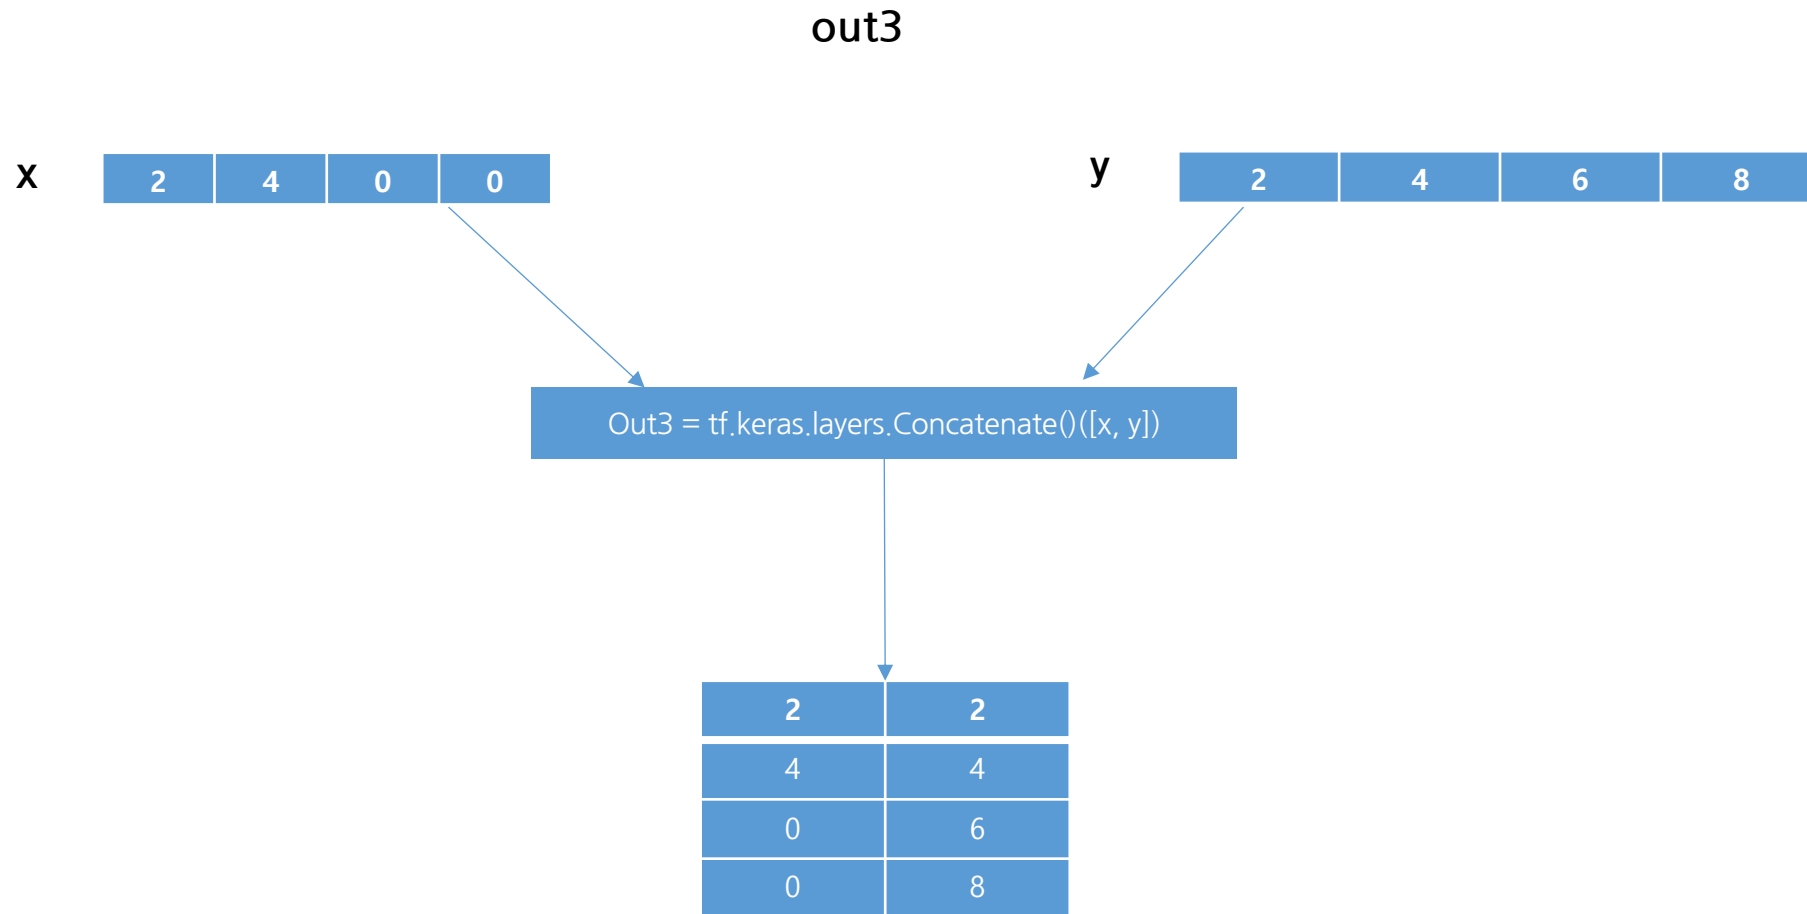 out3
x 2 4 0 0 y 2 4 6 8
Out3 = tf.keras.layers.Concatenate()([x, y])
2 2
4 4
0 6
0 8